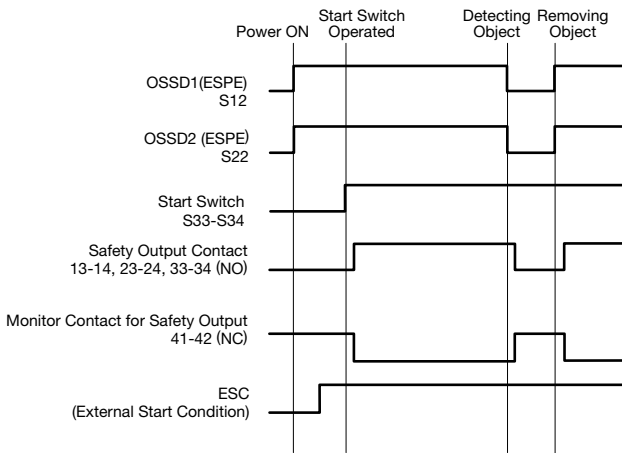 Power ON
Start Switch
Operated
Detecting
Object
Removing
Object
OSSD1(ESPE)
S12
OSSD2 (ESPE)
S22
Start Switch
S33-S34
Safety Output Contact
13-14, 23-24, 33-34 (NO)
Monitor Contact for Safety Output
41-42 (NC)
ESC
(External Start Condition)